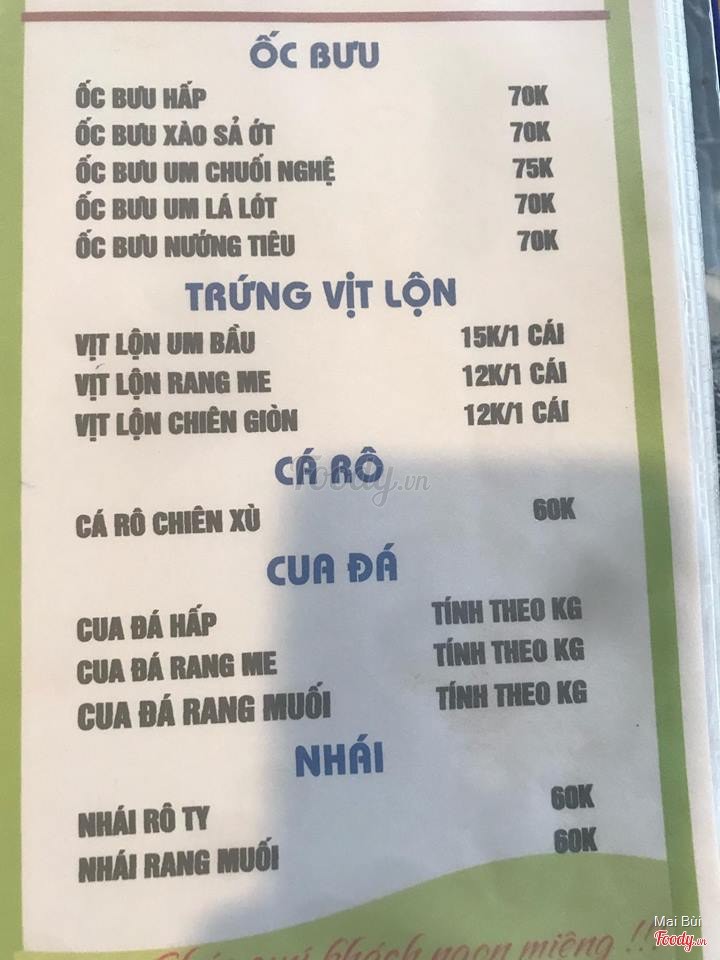 ỐC BƯU
ỐC BƯU HẤP 70K
ỐC BƯU XÀO SẢ ỚT 70K
ỐC BƯU UM CHUỐI NGHỆ 75K
ỐC BƯU UM LÁ LÓT 70K
ỐC BƯU NƯỚNG TIÊU 70K
TRỨNG VỊT LỘN
VỊT LỘN UM BẦU 15K/1 CÁI
VỊT LỘN RANG ME 12K/1 CÁI
VỊT LỘN CHIÊN GIÒN 12K/1 CÁI
CÁ RÔ
Foody.vn
CÁ RÔ CHIÊN XÙ 60K
CUA ĐÁ
CUA ĐÁ HẤP TÍNH THEO KG
CUA ĐÁ RANG ME TÍNH THEO KG
CUA ĐÁ RANG MUỐI TÍNH THEO KG
NHÁI
NHÁI RÔ TY 60K
NHÁI RANG MUỐI 60K
Mai Bùi
Foody.vn
khách ngon miệng !!